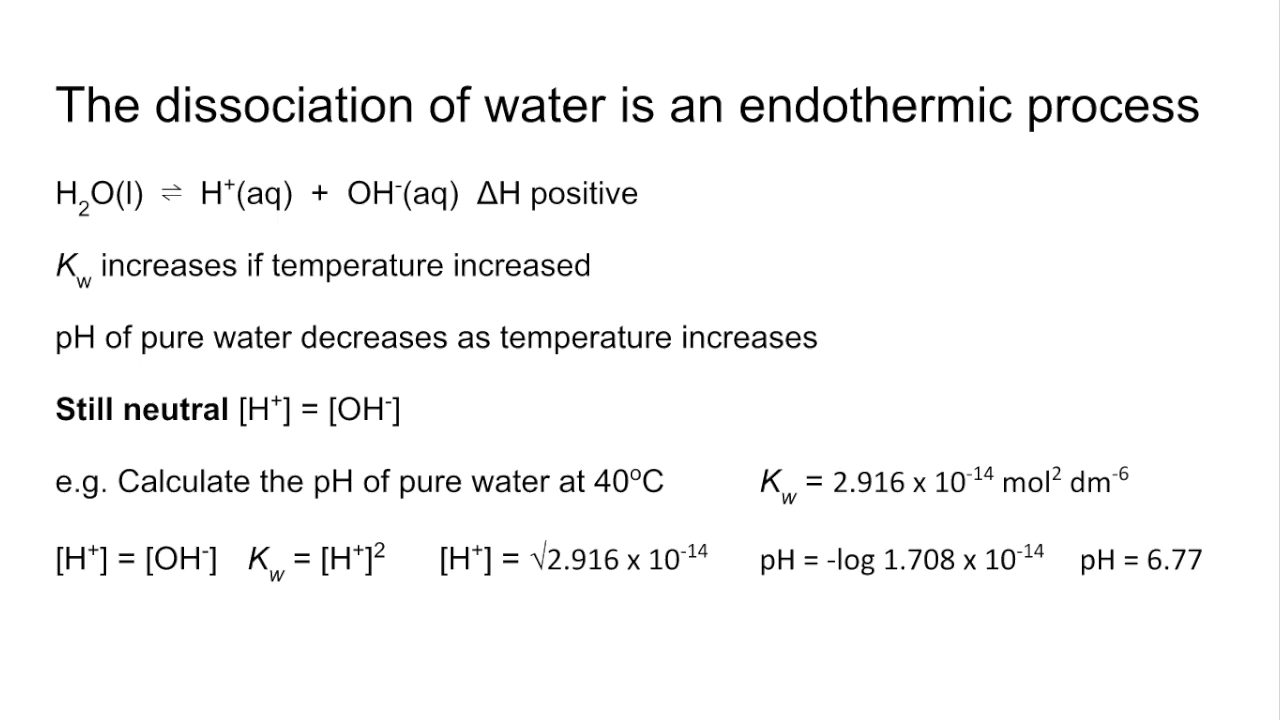 The dissociation of water is an endothermic process
H₂O(l) ⇌ H⁺(aq) + OH⁻(aq) ΔH positive
K_w increases if temperature increased
pH of pure water decreases as temperature increases
Still neutral [H⁺] = [OH⁻]
e.g. Calculate the pH of pure water at 40ºC K_w = 2.916 x 10⁻¹⁴ mol² dm⁻⁶
[H⁺] = [OH⁻] K_w = [H⁺]² [H⁺] = √2.916 x 10⁻¹⁴ pH = -log 1.708 x 10⁻¹⁴ pH = 6.77